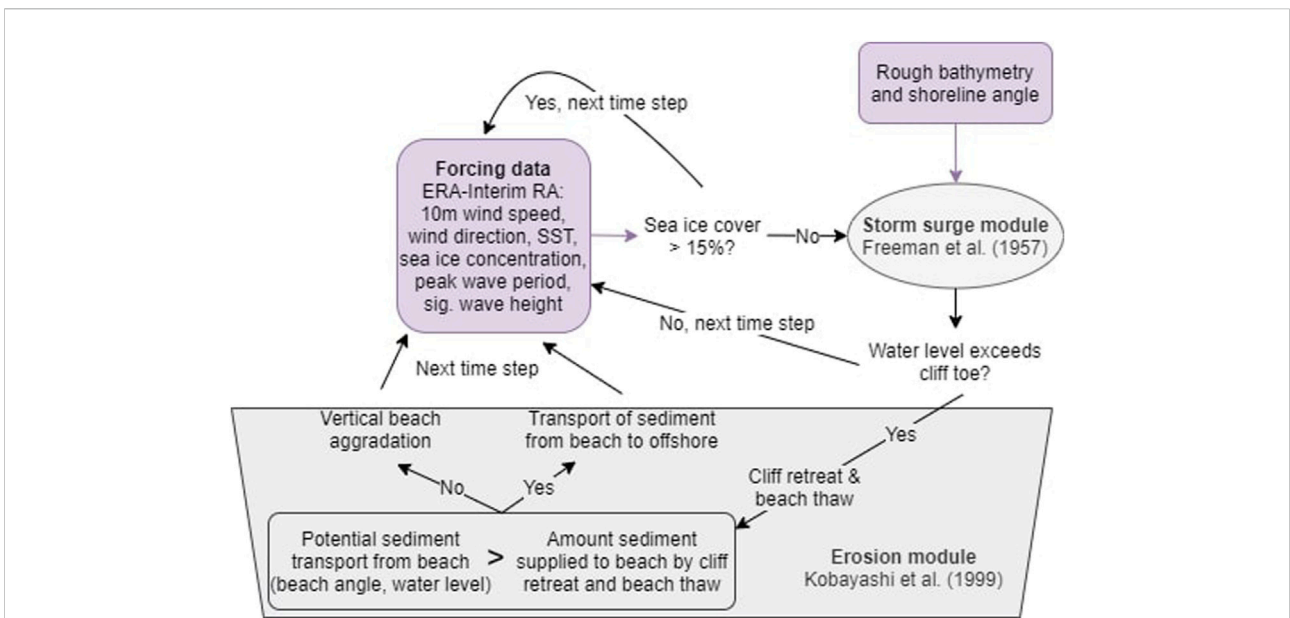 Rough bathymetry
and shoreline angle
Yes, next time step
Forcing data
ERA-Interim RA:
10m wind speed,
wind direction, SST,
sea ice concentration,
peak wave period,
sig. wave height
Sea ice cover
> 15%?
No
Storm surge module
Freeman et al. (1957)
No, next time step
Water level exceeds
cliff toe?
Next time step
Yes
Cliff retreat &
beach thaw
Vertical beach
aggradation
Transport of sediment
from beach to offshore
No
Yes
Potential sediment
transport from beach
(beach angle, water level)
>
Amount sediment
supplied to beach by cliff
retreat and beach thaw
Erosion module
Kobayashi et al. (1999)